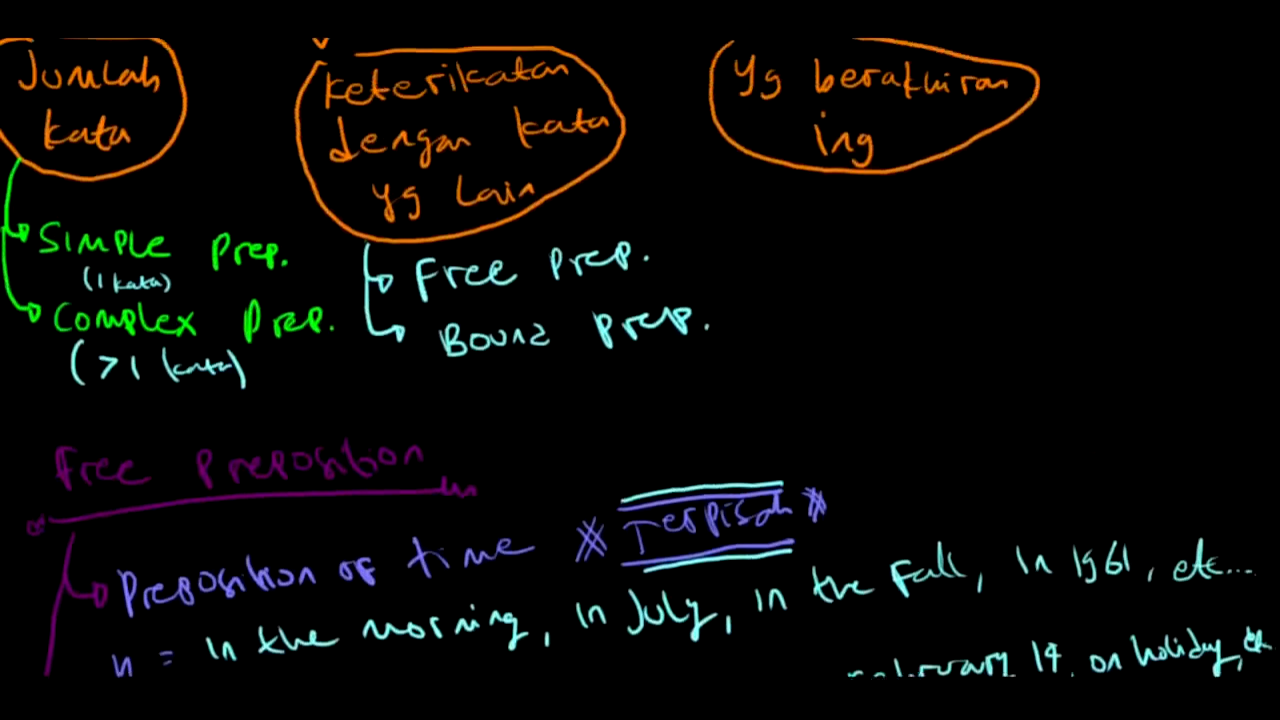 Jumlah
kata
Keterikatan
dengan kata
yg lain
Yg berakhiran
ing
Simple Prep.
(1 kata)
Complex Prep.
(>1 kata)
Free Prep.
Bound Prep.
Free Preposition
Preposition of time * Terpisah *
in the morning, in July, in the Fall, in 1961, etc...
February 14, on holiday, etc